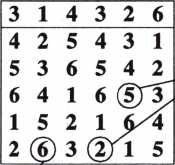 3 1 4 3 2 6
4 2 5 4 3 1
5 3 6 5 4 2
6 4 1 6 5 3
1 5 2 1 6 4
2 6 3 2 1 5